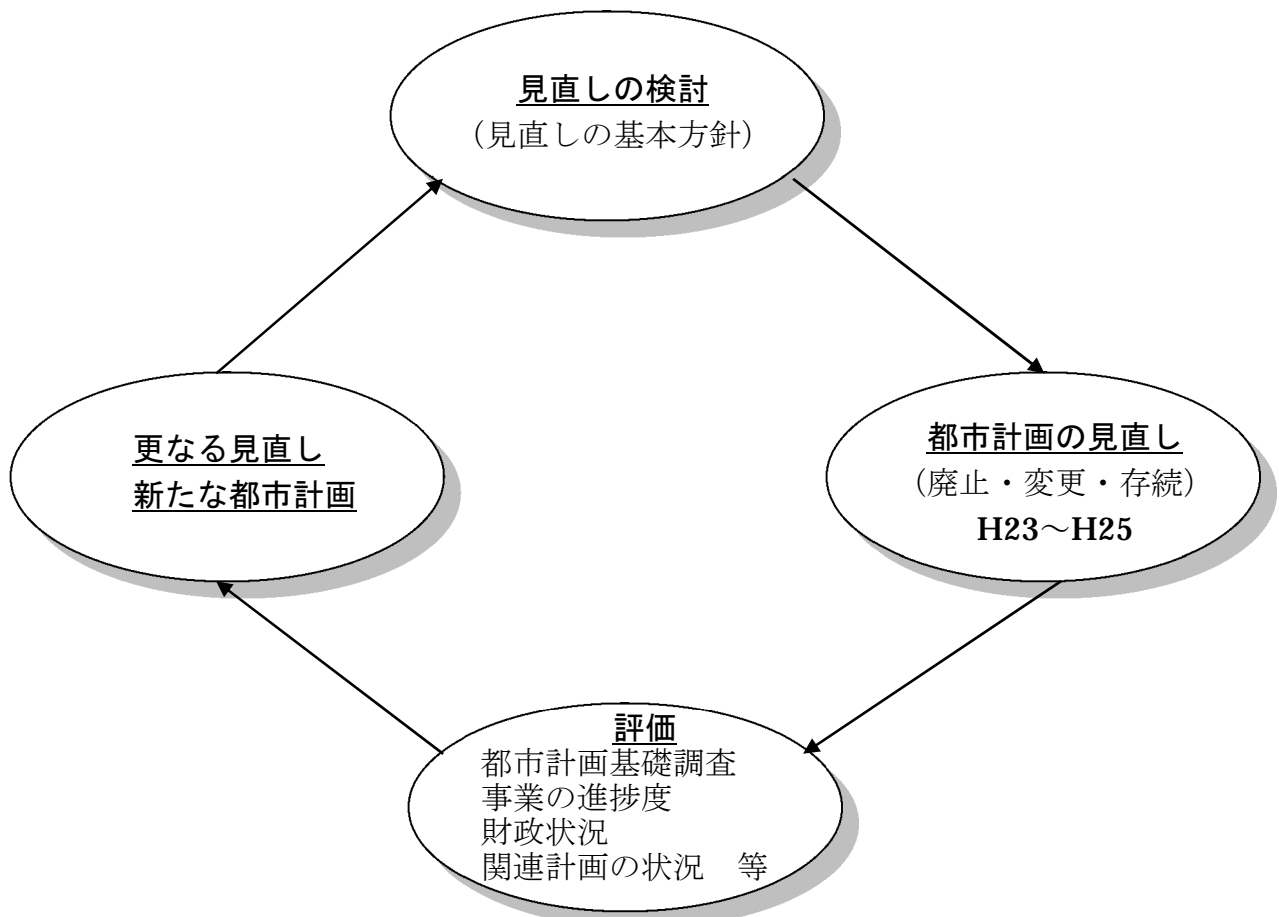 見直しの検討
（見直しの基本方針）
都市計画の見直し
（廃止・変更・存続）
H23～H25
評価
都市計画基礎調査
事業の進捗度
財政状況
関連計画の状況　等
更なる見直し
新たな都市計画